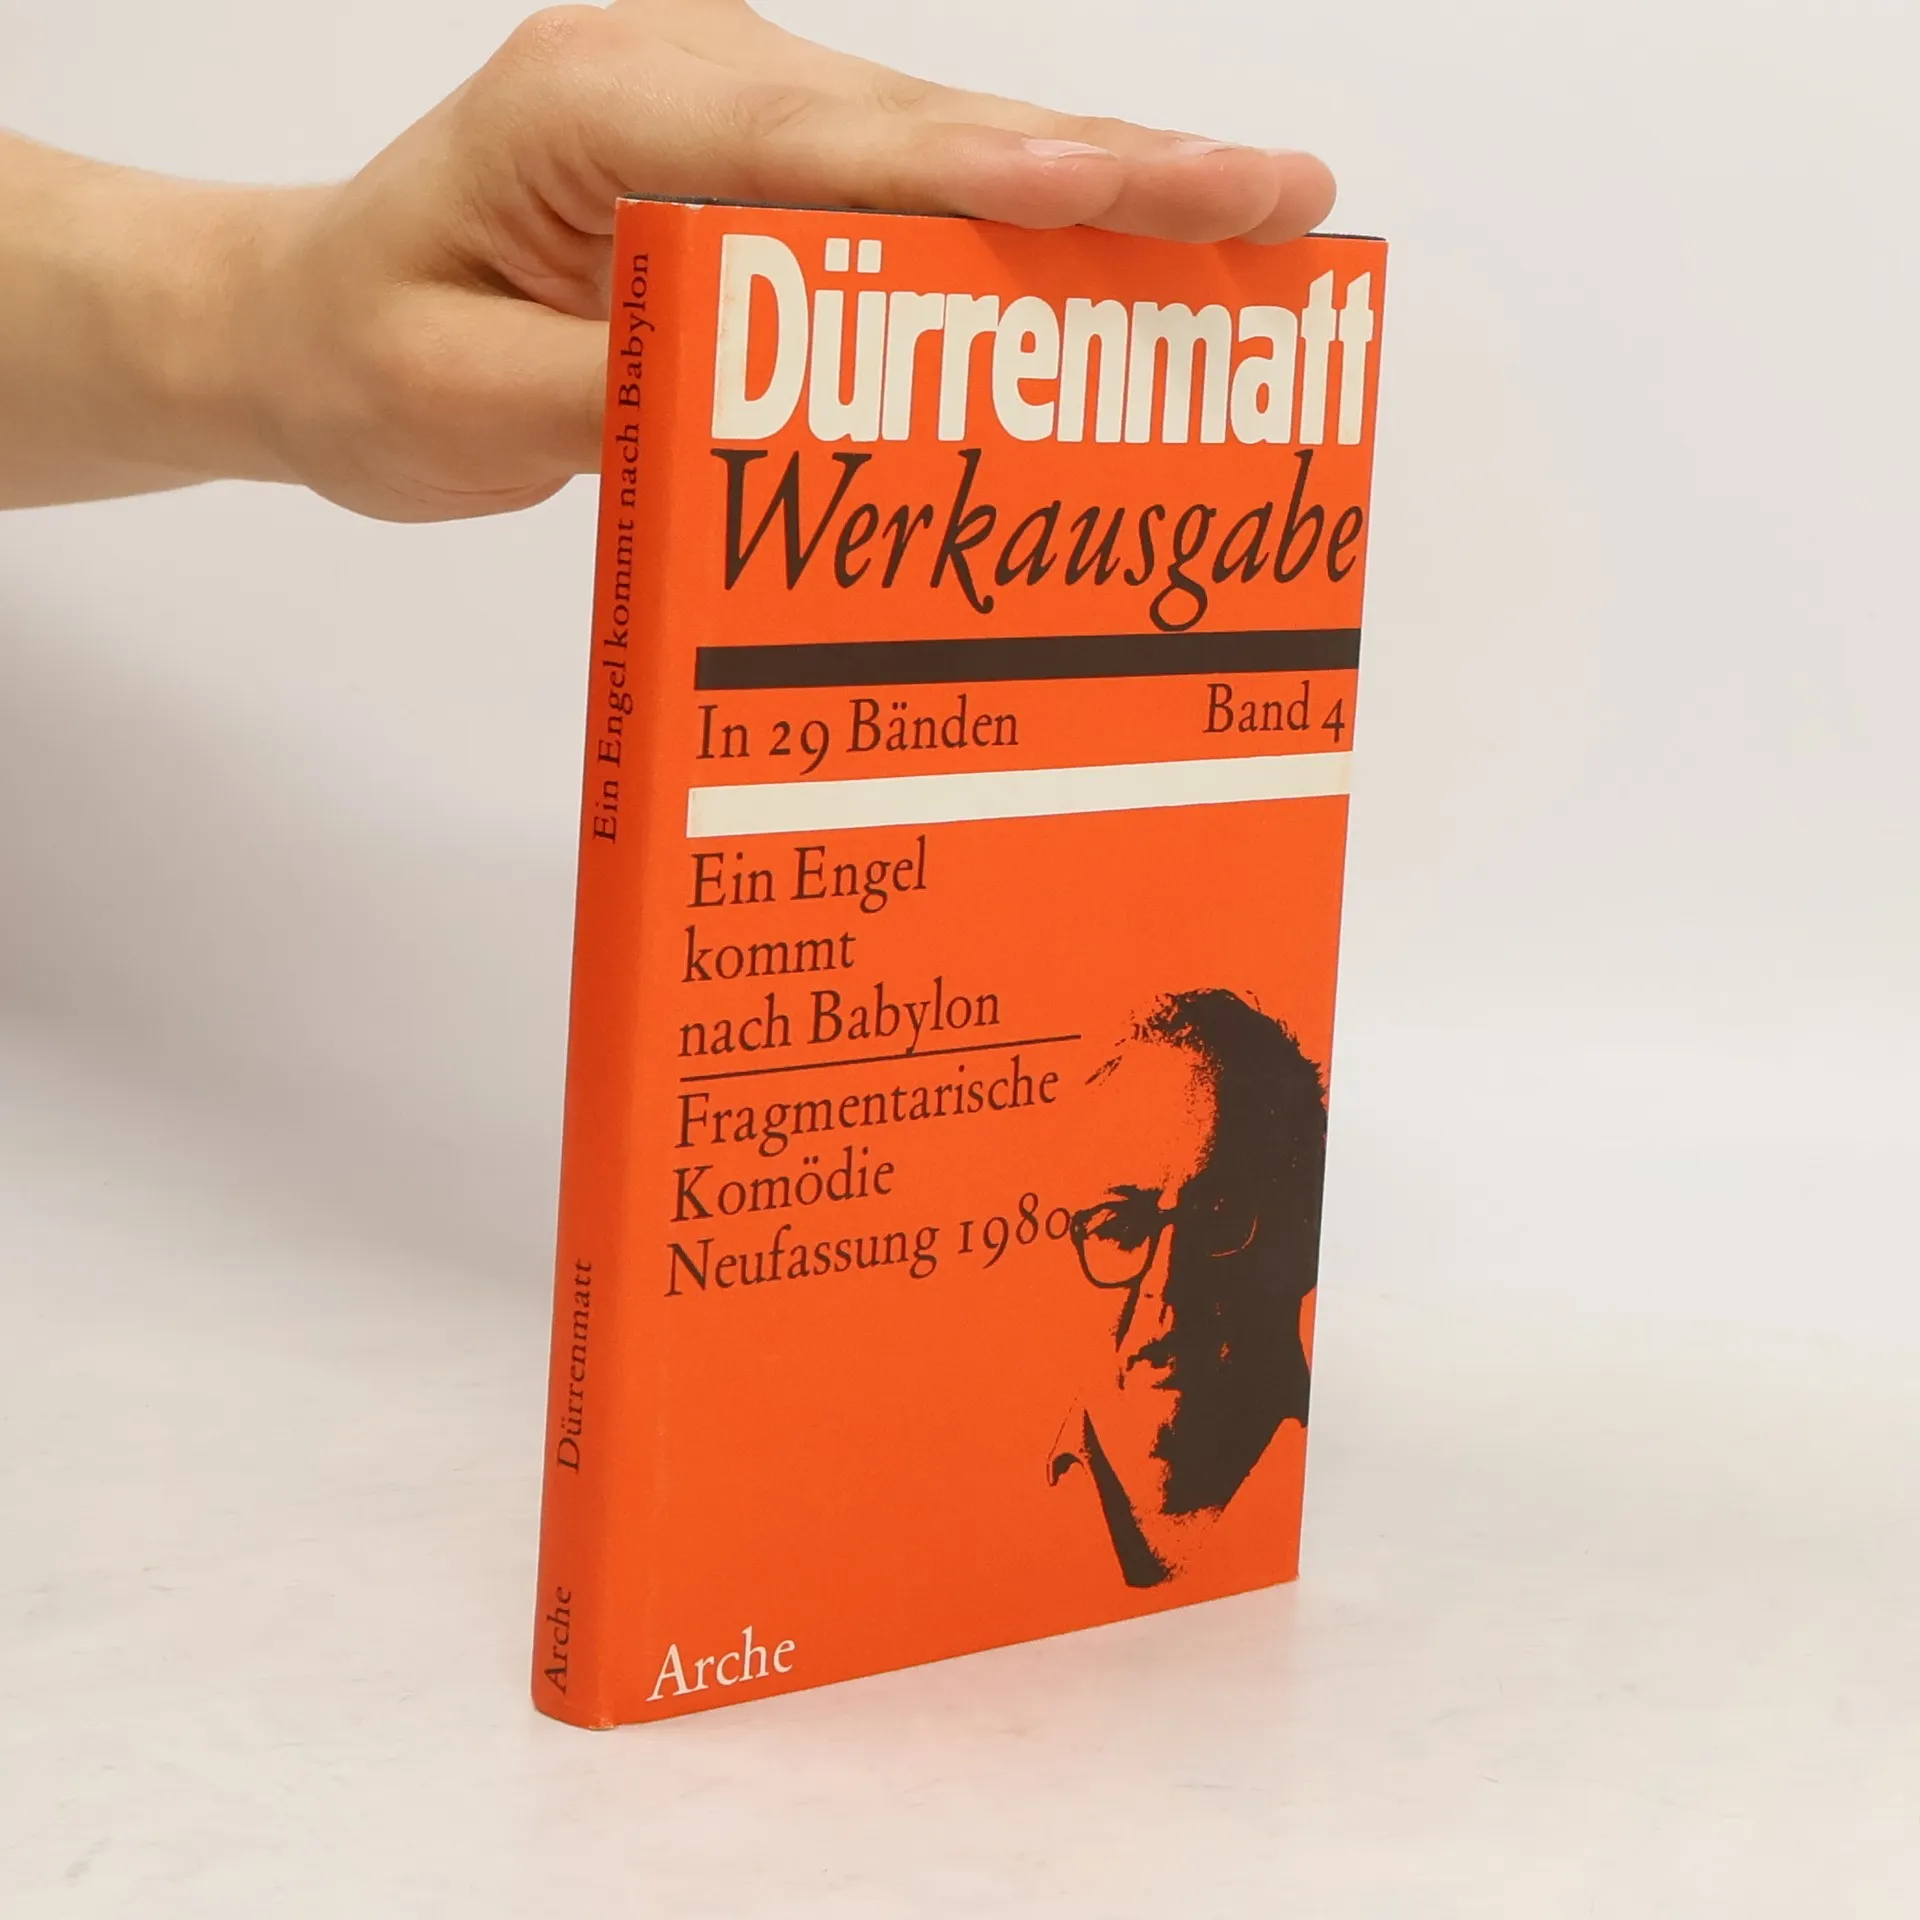 Dürrenmatt
Werkausgabe
In 29 Bänden Band 4
Ein Engel
kommt
nach Babylon
Fragmentarische
Komödie
Neufassung 1980
Arche
Arche Dürrenmatt Ein Engel kommt nach Babylon